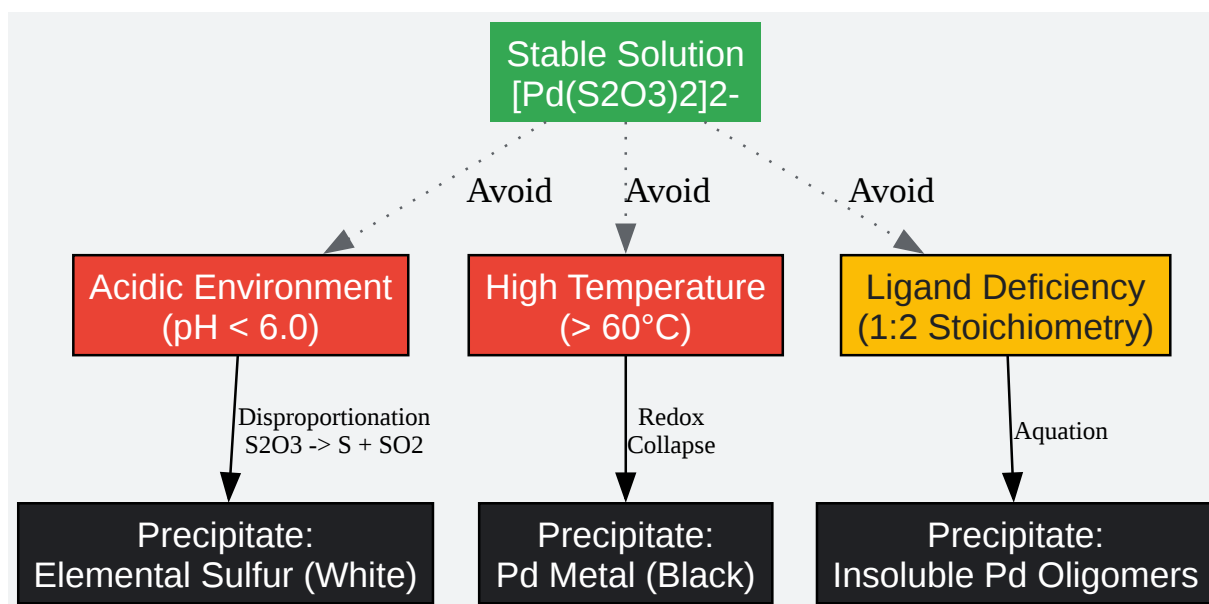 Stable Solution
[Pd(S2O3)2]2-
Avoid
Avoid
Avoid
Acidic Environment
(pH < 6.0)
High Temperature
(> 60°C)
Ligand Deficiency
(1:2 Stoichiometry)
Disproportionation
S2O3 -> S + SO2
Redox
Collapse
Aquation
Precipitate:
Elemental Sulfur (White)
Precipitate:
Pd Metal (Black)
Precipitate:
Insoluble Pd Oligomers